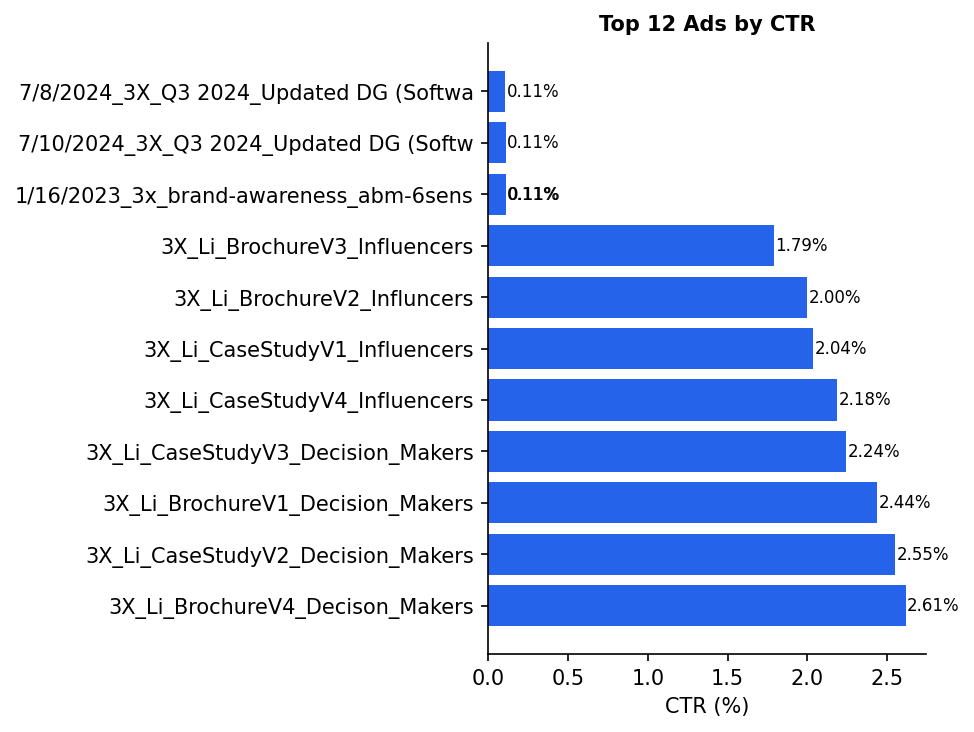 Top 12 Ads by CTR
7/8/2024_3X_Q3 2024_Updated DG (Softwa
0.11%
7/10/2024_3X_Q3 2024_Updated DG (Softw
0.11%
1/16/2023_3x_brand-awareness_abm-6sens
0.11%
3X_Li_BrochureV3_Influencers
1.79%
3X_Li_BrochureV2_Influncers
2.00%
3X_Li_CaseStudyV1_Influencers
2.04%
3X_Li_CaseStudyV4_Influencers
2.18%
3X_Li_CaseStudyV3_Decision_Makers
2.24%
3X_Li_BrochureV1_Decision_Makers
2.44%
3X_Li_CaseStudyV2_Decision_Makers
2.55%
3X_Li_BrochureV4_Decison_Makers
2.61%
0.0 0.5 1.0 1.5 2.0 2.5
CTR (%)